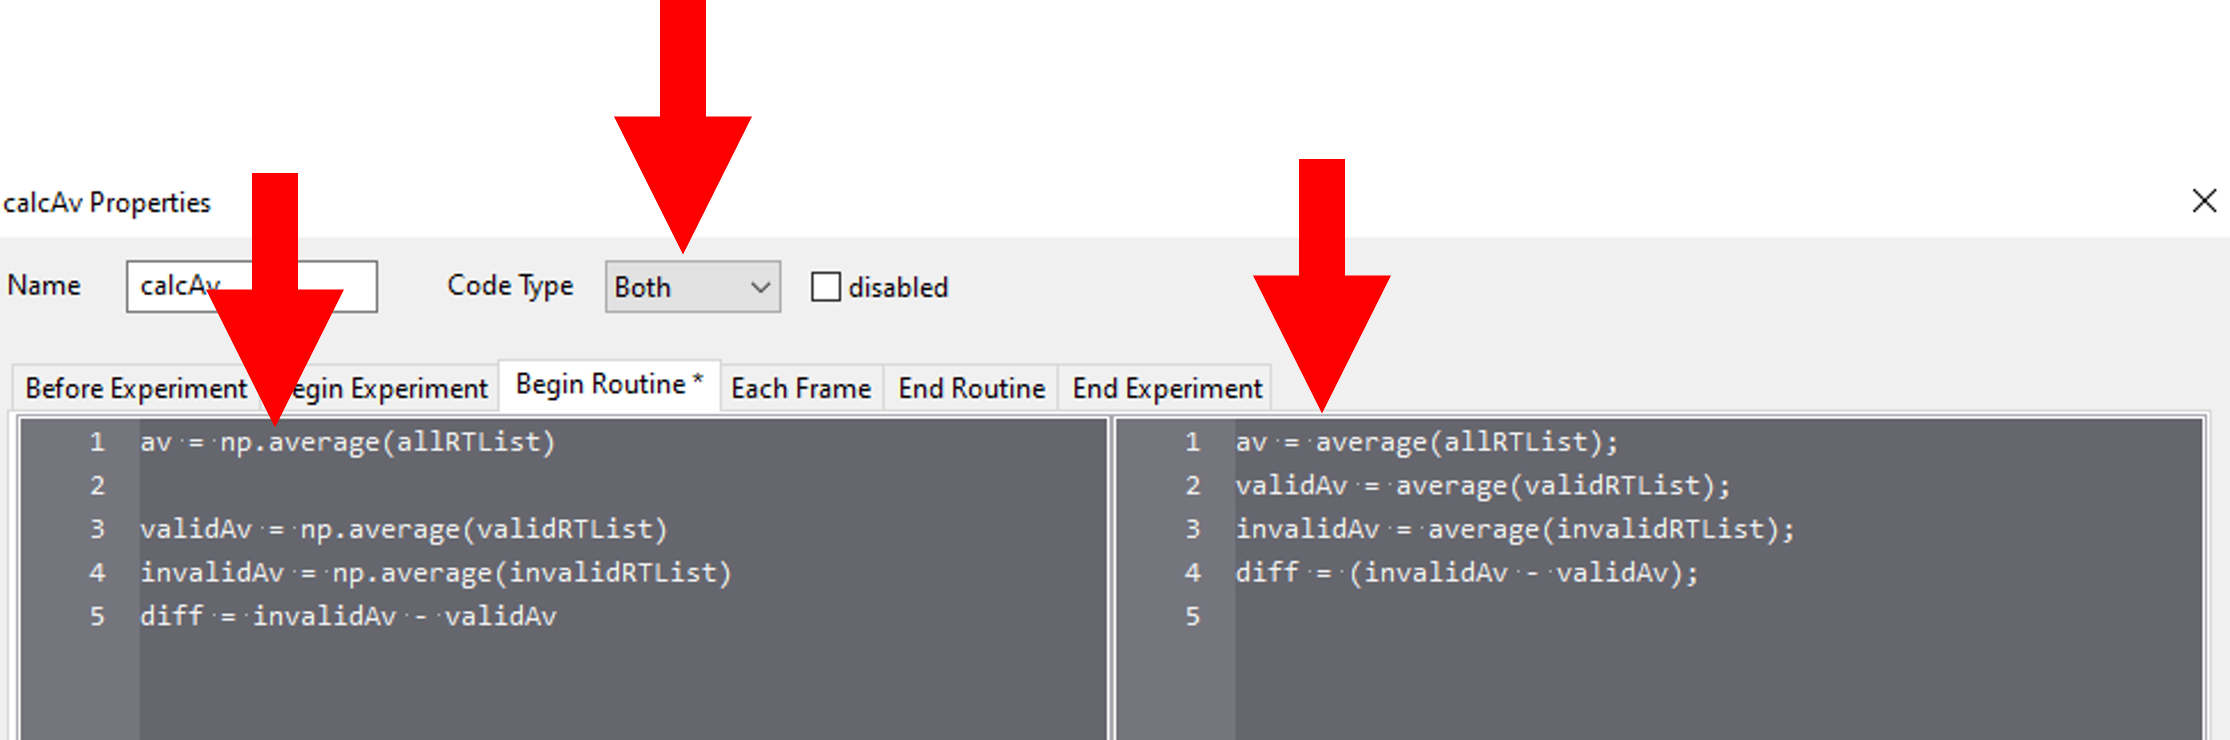 calcAv Properties
Name calcAv Code Type Both disabled
Before Experiment egin Experiment Begin Routine * Each Frame End Routine End Experiment
1 av = np.average(allRTList)
2
3 validAv = np.average(validRTList)
4 invalidAv = np.average(invalidRTList)
5 diff = invalidAv - validAv
1 av = average(allRTList);
2 validAv = average(validRTList);
3 invalidAv = average(invalidRTList);
4 diff = (invalidAv - validAv);
5